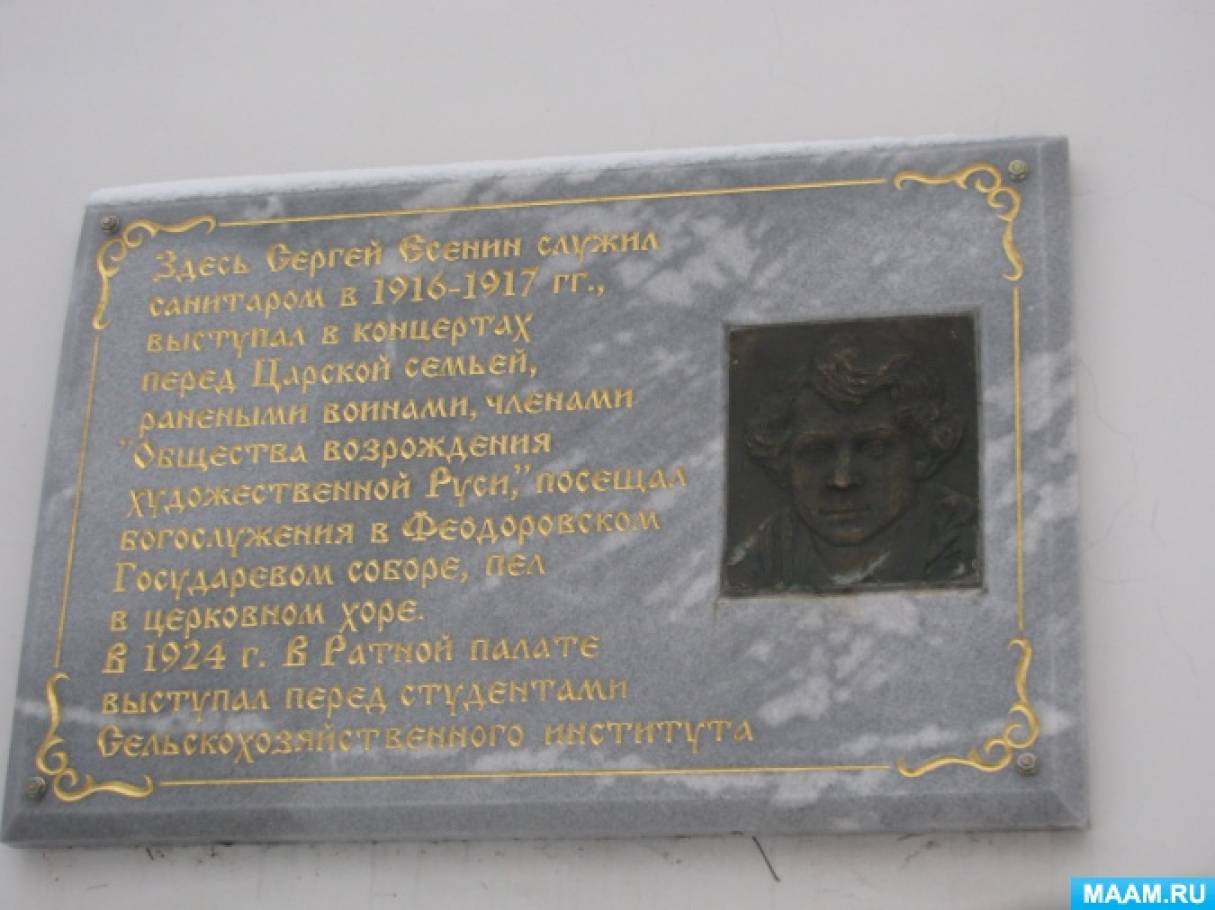 Здесь Сергей Есенин служил
санитаром в 1916-1917 гг.,
выступал в концертах
перед Царской семьей,
ранеными воинами, членами
"Общества возрождения
художественной Руси," посещал
богослужения в Феодоровском
Государевом соборе, пел
в церковном хоре.
В 1924 г. В Ратной палате
выступал перед студентами
Сельскохозяйственного института
MAAM.RU